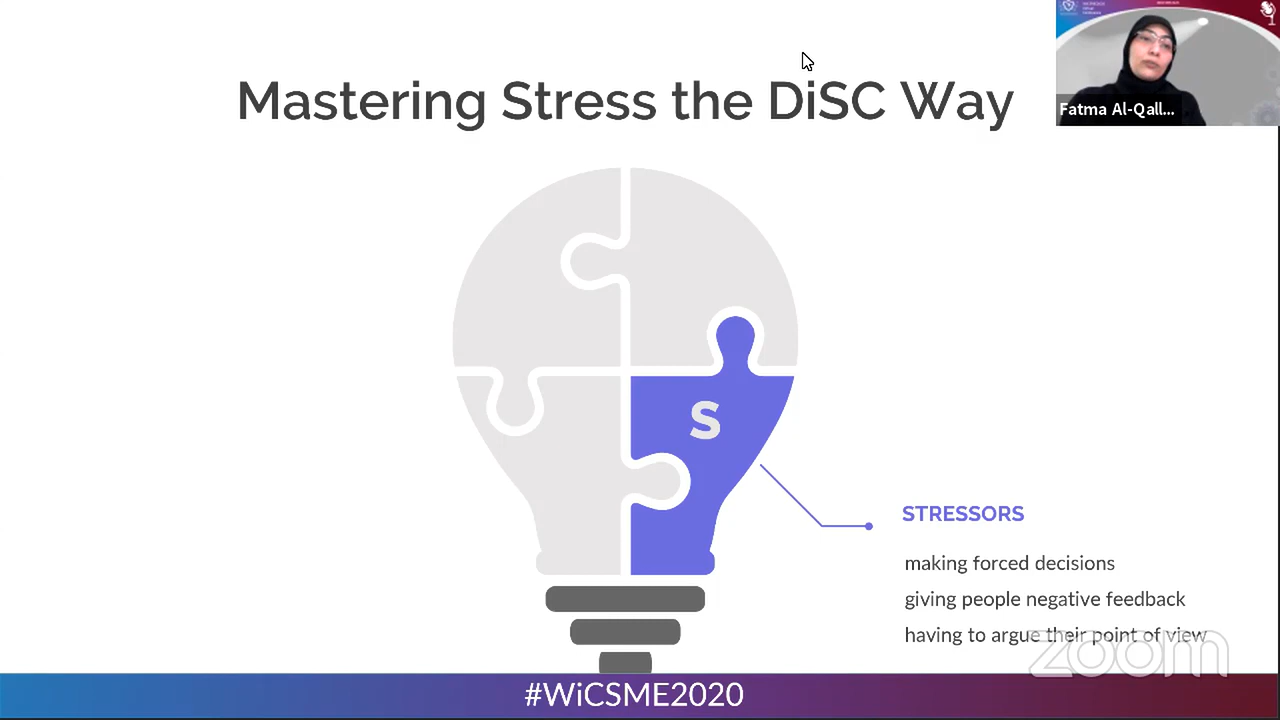 Mastering Stress the DiSC Way
Fatma Al-Qall...
S
STRESSORS
making forced decisions
giving people negative feedback
having to argue their point of view
zoom
#WiCSME2020